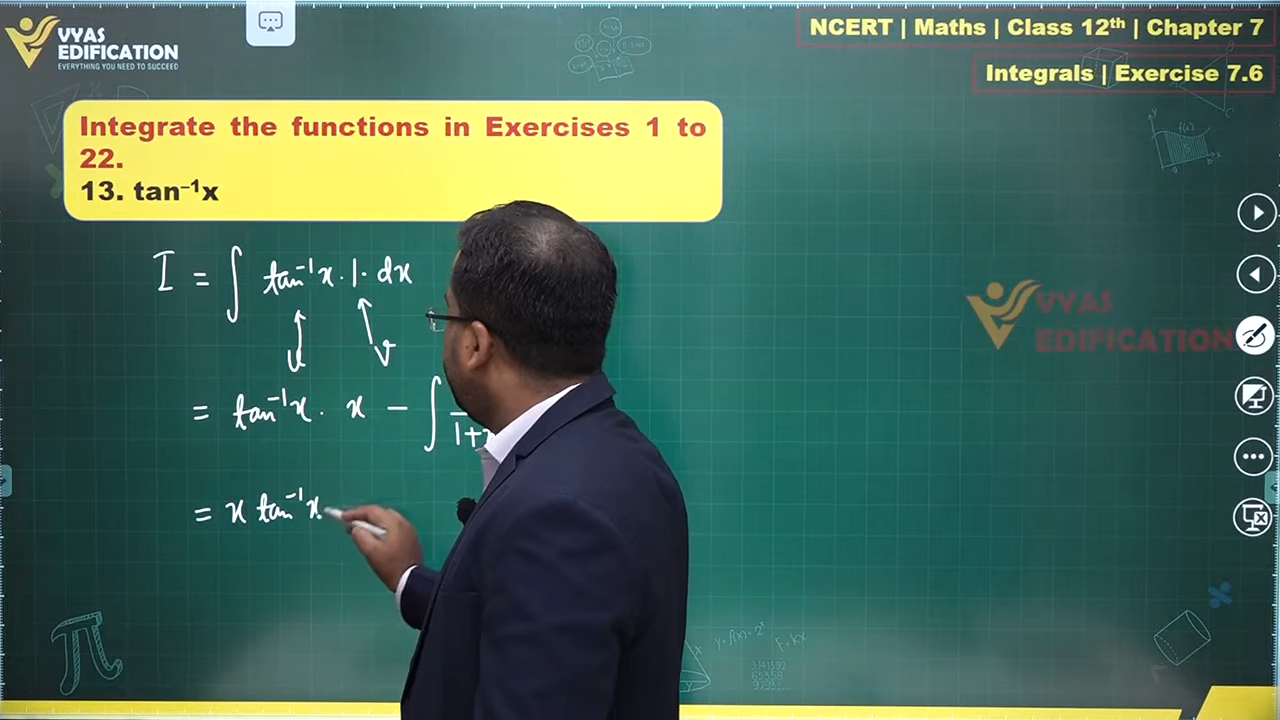 VYAS
EDIFICATION
EVERYTHING YOU NEED TO SUCCEED
NCERT | Maths | Class 12th | Chapter 7
Integrals | Exercise 7.6
Integrate the functions in Exercises 1 to
22.
13. tan⁻¹x
I = ∫ tan⁻¹x · 1 · dx
U V
= tan⁻¹x · x − ∫ 1+
= x tan⁻¹x
VYAS
EDIFICATION